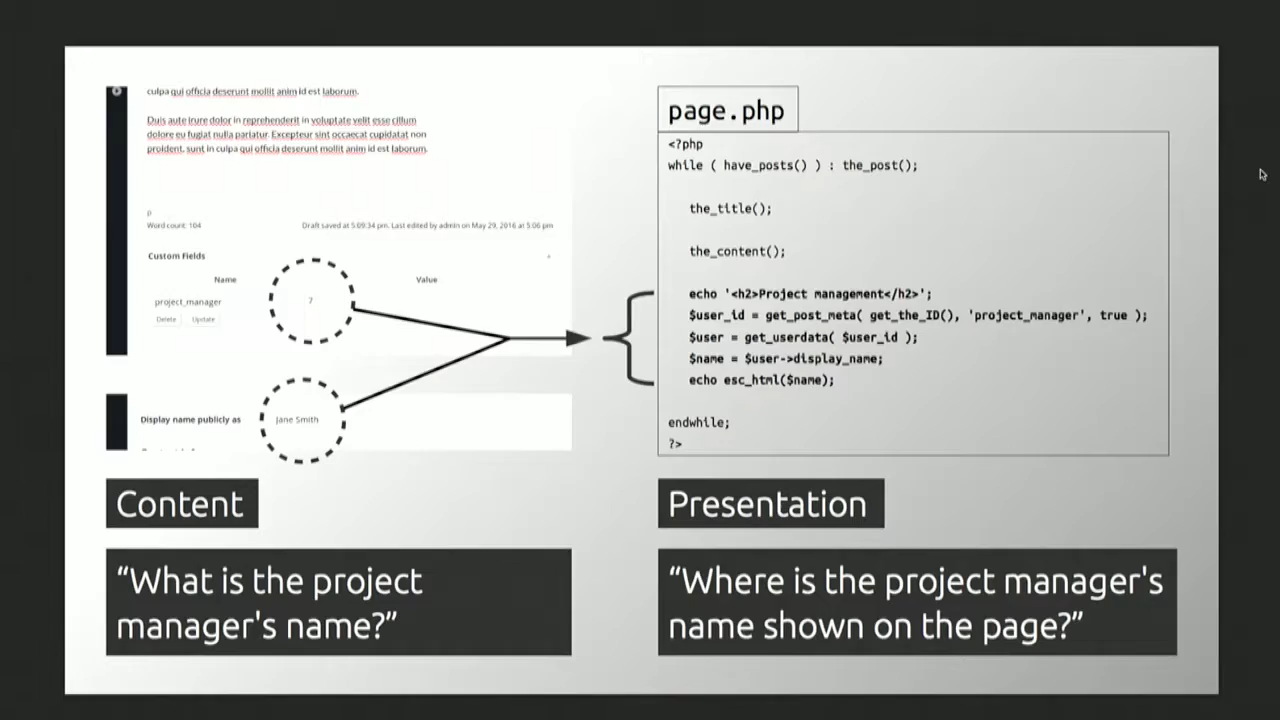 culpa qui officia deserunt mollit anim id est laborum.
Duis aute irure dolor in reprehenderit in voluptate velit esse cillum
dolore eu fugiat nulla pariatur. Excepteur sint occaecat cupidatat non
proident, sunt in culpa qui officia deserunt mollit anim id est laborum.
p
Word count: 104
Draft saved at 5:09:34 pm. Last edited by admin on May 29, 2016 at 5:06 pm
Custom Fields
Name
Value
project_manager
7
Delete
Update
Display name publicly as
Jane Smith
Content
“What is the project
manager's name?”
page.php
<?php
while ( have_posts() ) : the_post();
the_title();
the_content();
echo '<h2>Project management</h2>';
$user_id = get_post_meta( get_the_ID(), 'project_manager', true );
$user = get_userdata( $user_id );
$name = $user->display_name;
echo esc_html($name);
endwhile;
?>
Presentation
“Where is the project manager's
name shown on the page?”